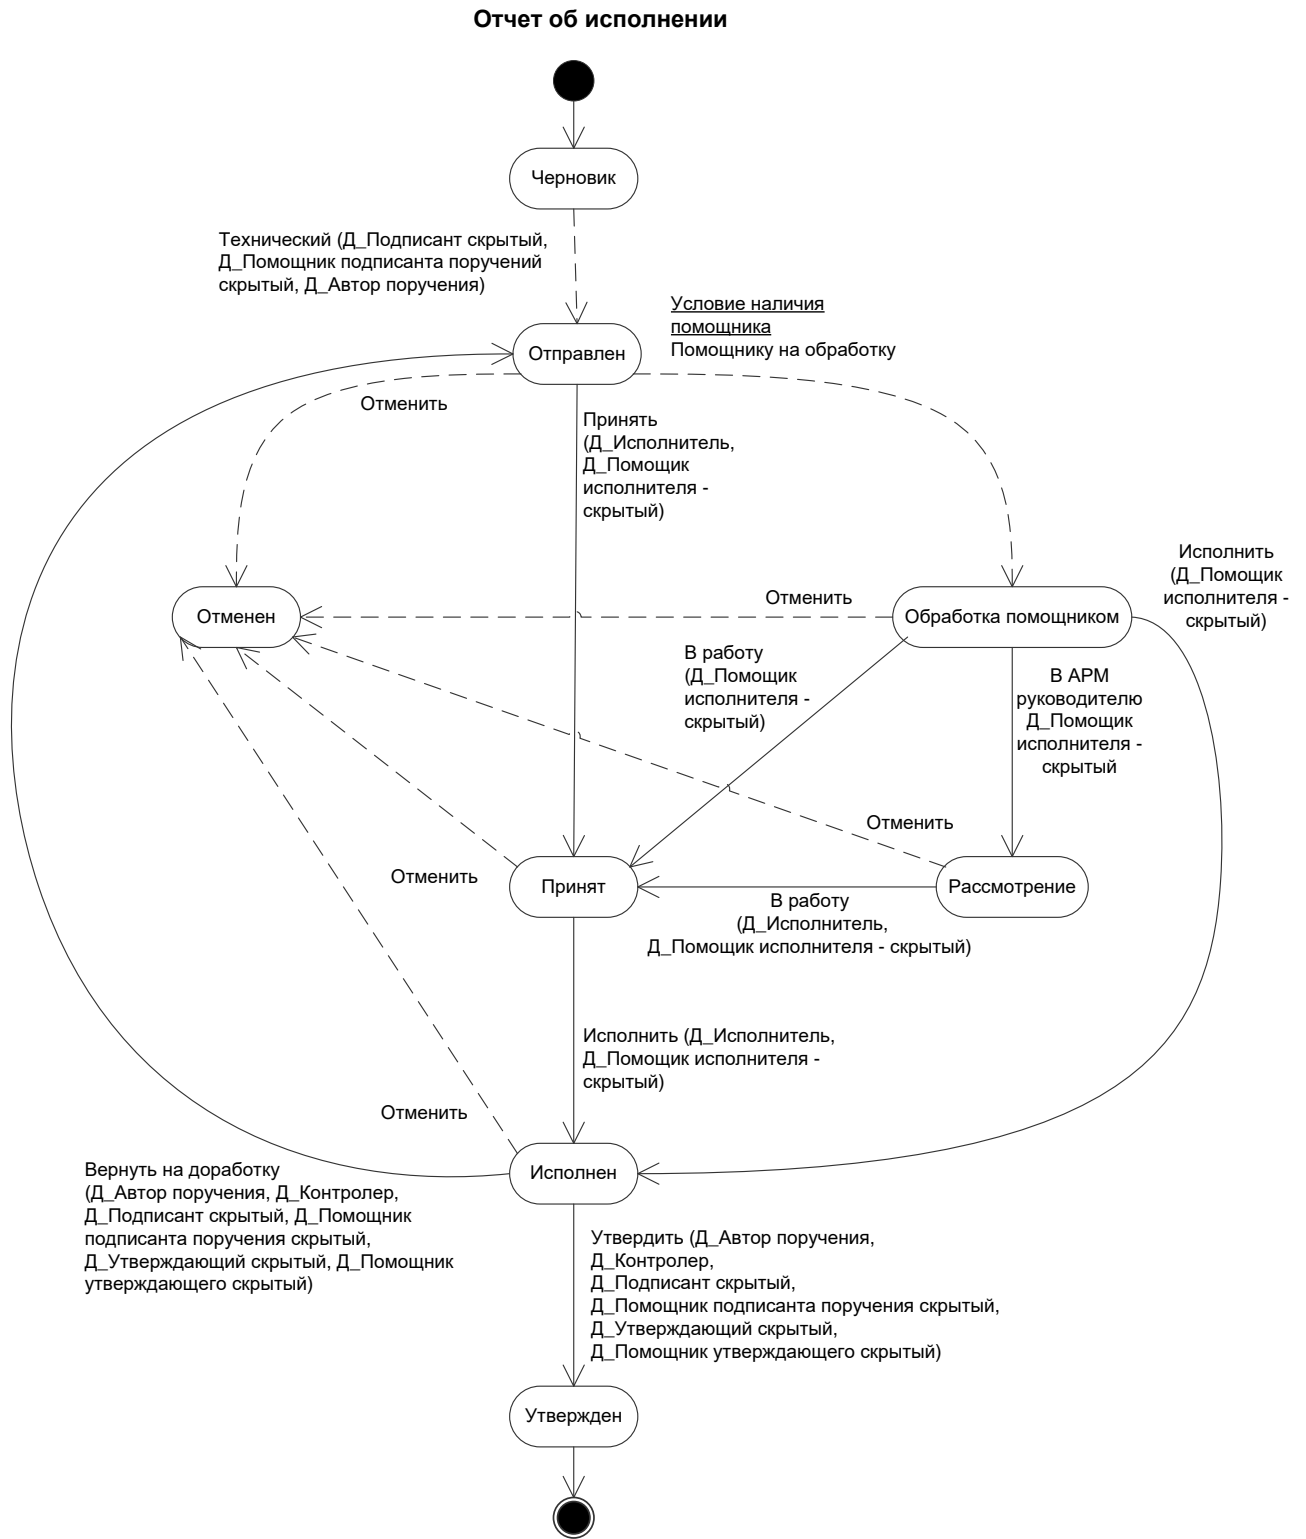 Отчет об исполнении
Черновик
Технический (Д_Подписант скрытый,
Д_Помощник подписанта поручений
скрытый, Д_Автор поручения)
Условие наличия
помощника
Помощнику на обработку
Отправлен
Отменить
Принять
(Д_Исполнитель,
Д_Помощик
исполнителя -
скрытый)
Исполнить
(Д_Помощик
исполнителя -
скрытый)
Отменен
Отменить
Обработка помощником
В работу
(Д_Помощик
исполнителя -
скрытый)
В АРМ
руководителю
Д_Помощик
исполнителя -
скрытый
Отменить
Отменить
Принят
Рассмотрение
В работу
(Д_Исполнитель,
Д_Помощик исполнителя - скрытый)
Исполнить (Д_Исполнитель,
Д_Помощик исполнителя -
скрытый)
Отменить
Вернуть на доработку
(Д_Автор поручения, Д_Контролер,
Д_Подписант скрытый, Д_Помощник
подписанта поручения скрытый,
Д_Утверждающий скрытый, Д_Помощник
утверждающего скрытый)
Исполнен
Утвердить (Д_Автор поручения,
Д_Контролер,
Д_Подписант скрытый,
Д_Помощник подписанта поручения скрытый,
Д_Утверждающий скрытый,
Д_Помощник утверждающего скрытый)
Утвержден